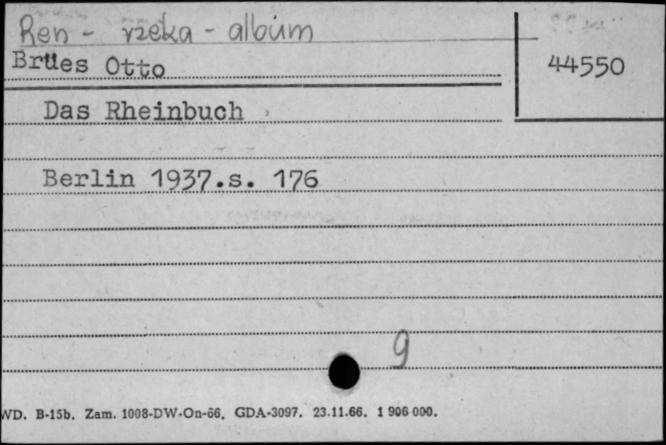 Ren - rzeka - album
Brües Otto
44550
Das Rheinbuch
Berlin 1937.s. 176
9
WD. B-15b. Zam. 1008-DW-On-66. GDA-3097. 23.11.66. 1 906 000.